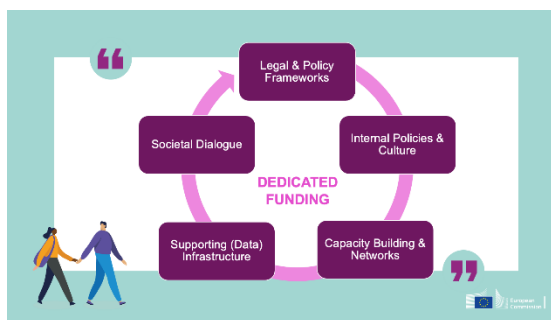 Legal & Policy
Frameworks
Societal Dialogue
Internal Policies &
Culture
DEDICATED
FUNDING
Supporting (Data)
Infrastructure
Capacity Building &
Networks
European
Commission